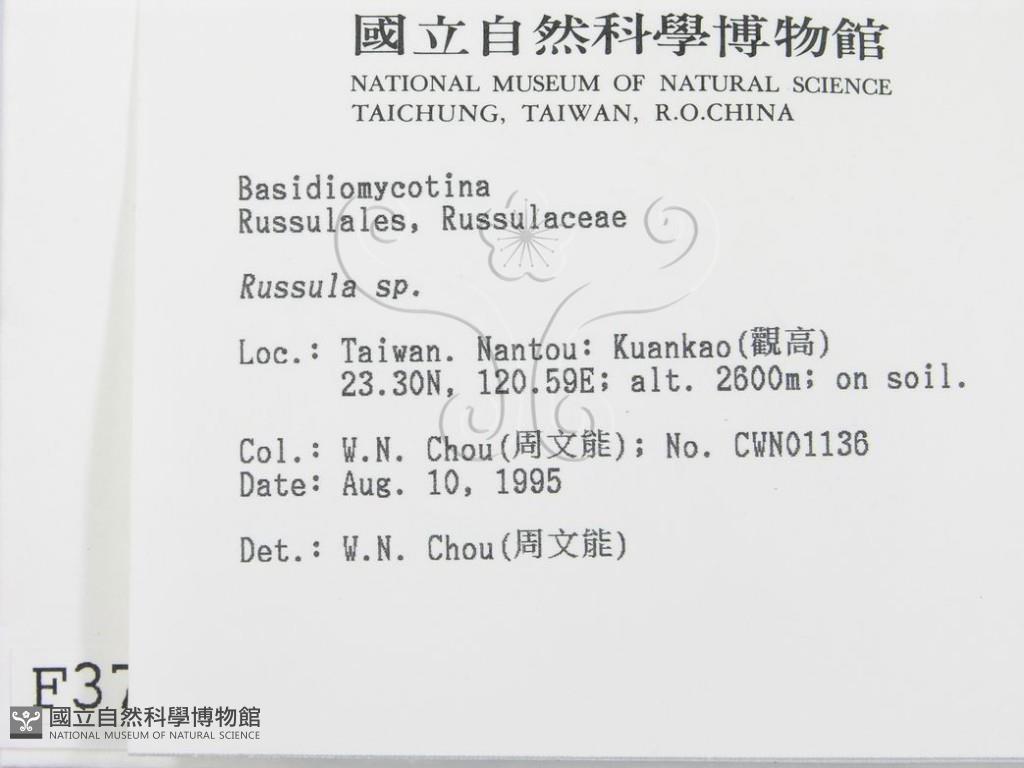 國立自然科學博物館
NATIONAL MUSEUM OF NATURAL SCIENCE
TAICHUNG, TAIWAN, R.O.CHINA
Basidiomycotina
Russulales, Russulaceae
Russula sp.
Loc.: Taiwan. Nantou: Kuankao(觀高)
23.30N, 120.59E; alt. 2600m; on soil.
Col.: W.N. Chou(周文能); No. CWN01136
Date: Aug. 10, 1995
Det.: W.N. Chou(周文能)
F37
國立自然科學博物館
NATIONAL MUSEUM OF NATURAL SCIENCE